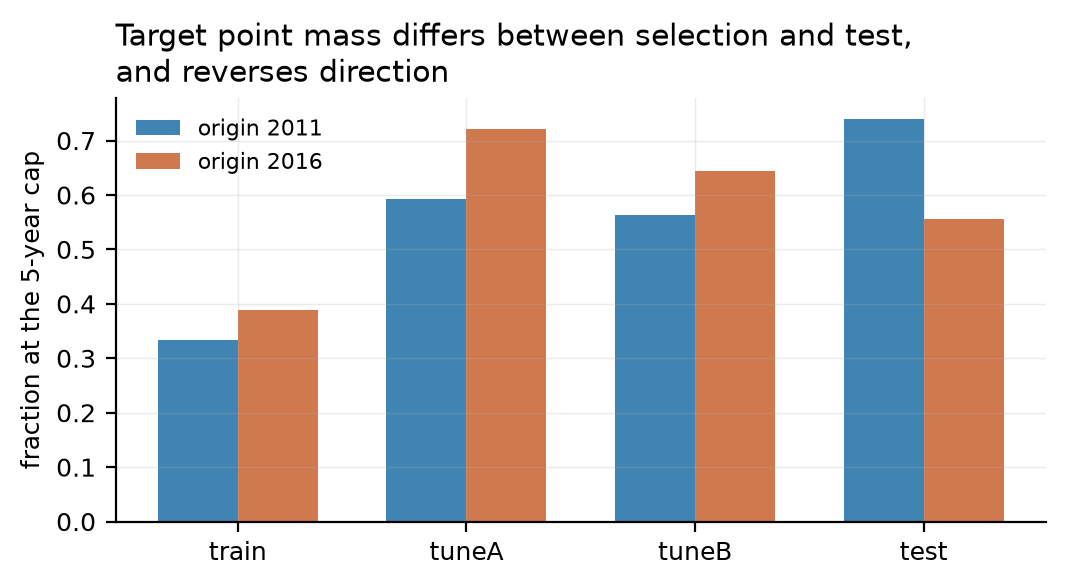 Target point mass differs between selection and test,
and reverses direction
origin 2011
origin 2016
fraction at the 5-year cap
0.7
0.6
0.5
0.4
0.3
0.2
0.1
0.0
train tuneA tuneB test